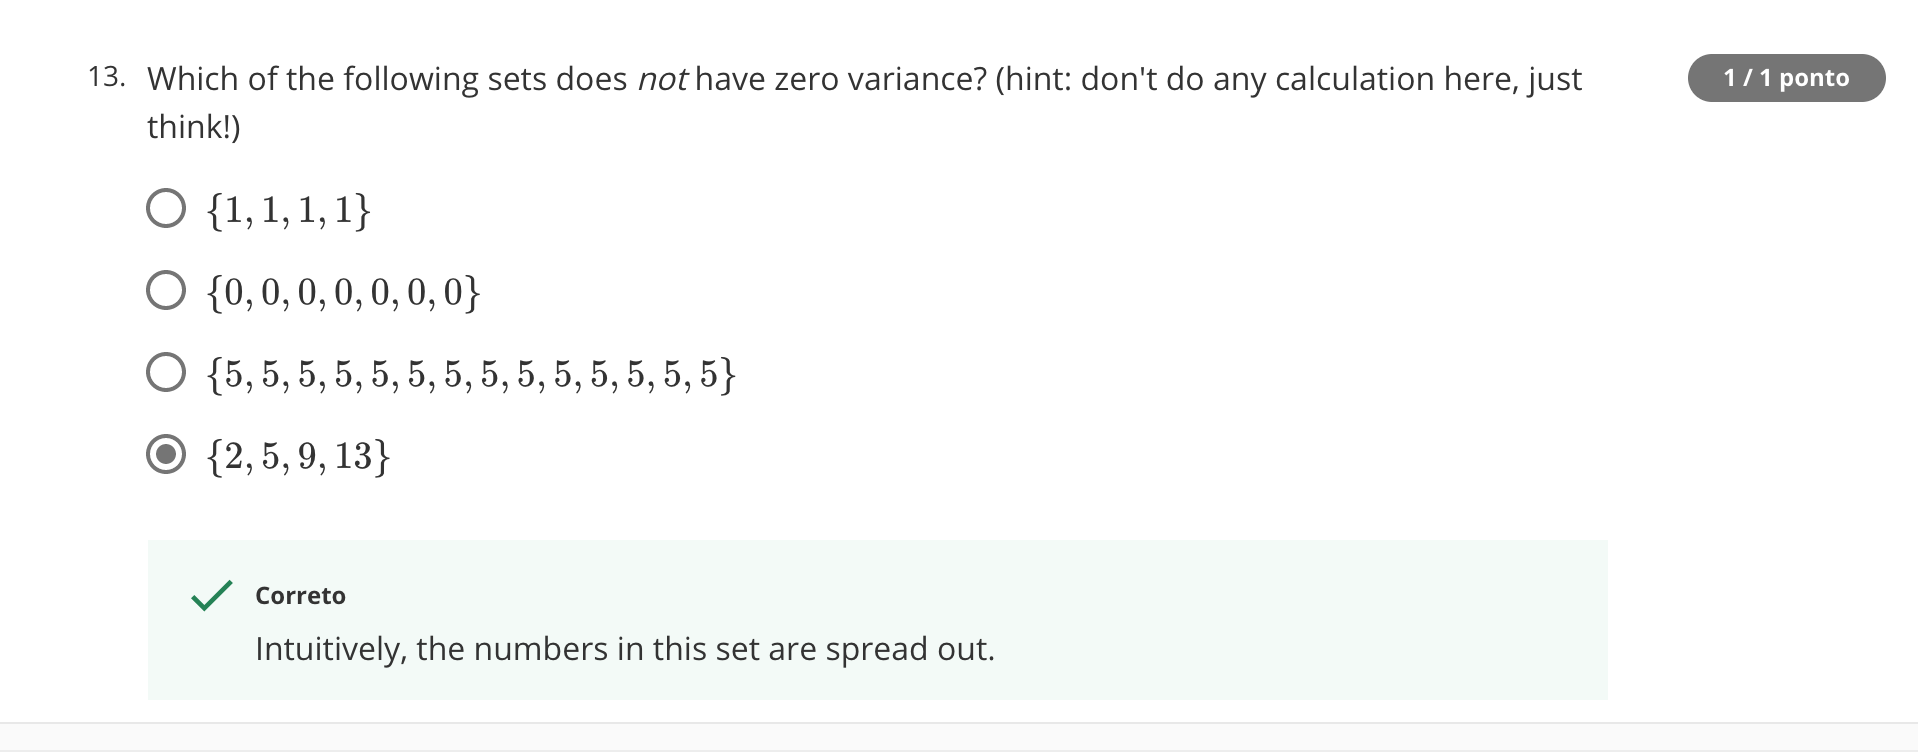 13. Which of the following sets does not have zero variance? (hint: don't do any calculation here, just
think!)
1 / 1 ponto
{1, 1, 1, 1}
{0, 0, 0, 0, 0, 0, 0}
{5, 5, 5, 5, 5, 5, 5, 5, 5, 5, 5, 5, 5, 5}
{2, 5, 9, 13}
Correto
Intuitively, the numbers in this set are spread out.